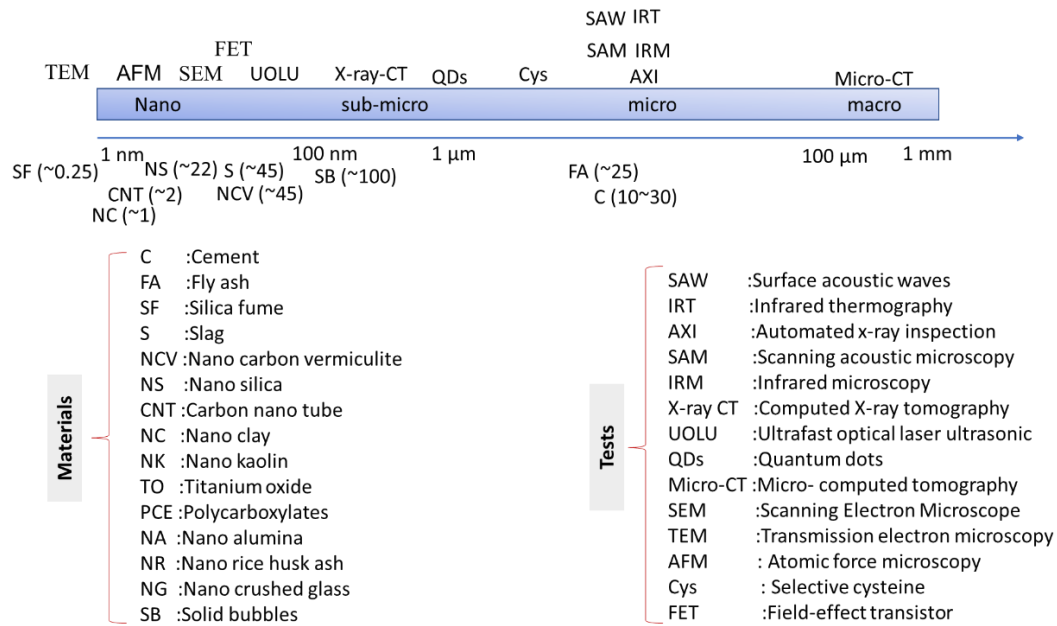 SAW IRT
FET
SAM IRM
TEM AFM SEM UOLU X-ray-CT QDs Cys AXI Micro-CT
Nano sub-micro micro macro
1 nm 100 nm 1 µm 100 µm 1 mm
SF (~0.25) NS (~22) S (~45) SB (~100) FA (~25)
CNT (~2) NCV (~45) C (10~30)
NC (~1)
Materials
C :Cement
FA :Fly ash
SF :Silica fume
S :Slag
NCV :Nano carbon vermiculite
NS :Nano silica
CNT :Carbon nano tube
NC :Nano clay
NK :Nano kaolin
TO :Titanium oxide
PCE :Polycarboxylates
NA :Nano alumina
NR :Nano rice husk ash
NG :Nano crushed glass
SB :Solid bubbles
Tests
SAW :Surface acoustic waves
IRT :Infrared thermography
AXI :Automated x-ray inspection
SAM :Scanning acoustic microscopy
IRM :Infrared microscopy
X-ray CT :Computed X-ray tomography
UOLU :Ultrafast optical laser ultrasonic
QDs :Quantum dots
Micro-CT :Micro- computed tomography
SEM :Scanning Electron Microscope
TEM :Transmission electron microscopy
AFM : Atomic force microscopy
Cys : Selective cysteine
FET :Field-effect transistor